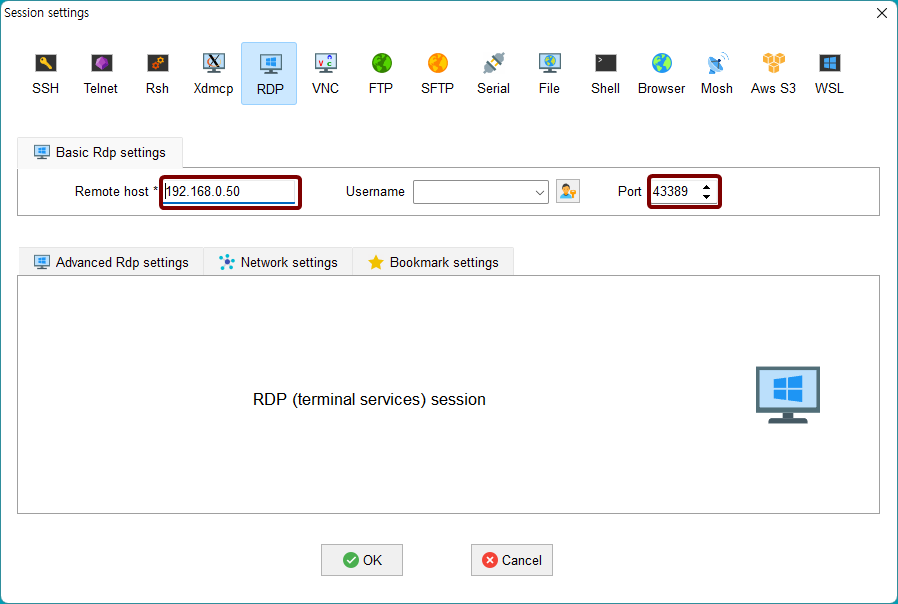 Session settings
SSH Telnet Rsh Xdmcp RDP VNC FTP SFTP Serial File Shell Browser Mosh Aws S3 WSL
Basic Rdp settings
Remote host * 192.168.0.50 Username Port 43389
Advanced Rdp settings Network settings Bookmark settings
RDP (terminal services) session
OK Cancel